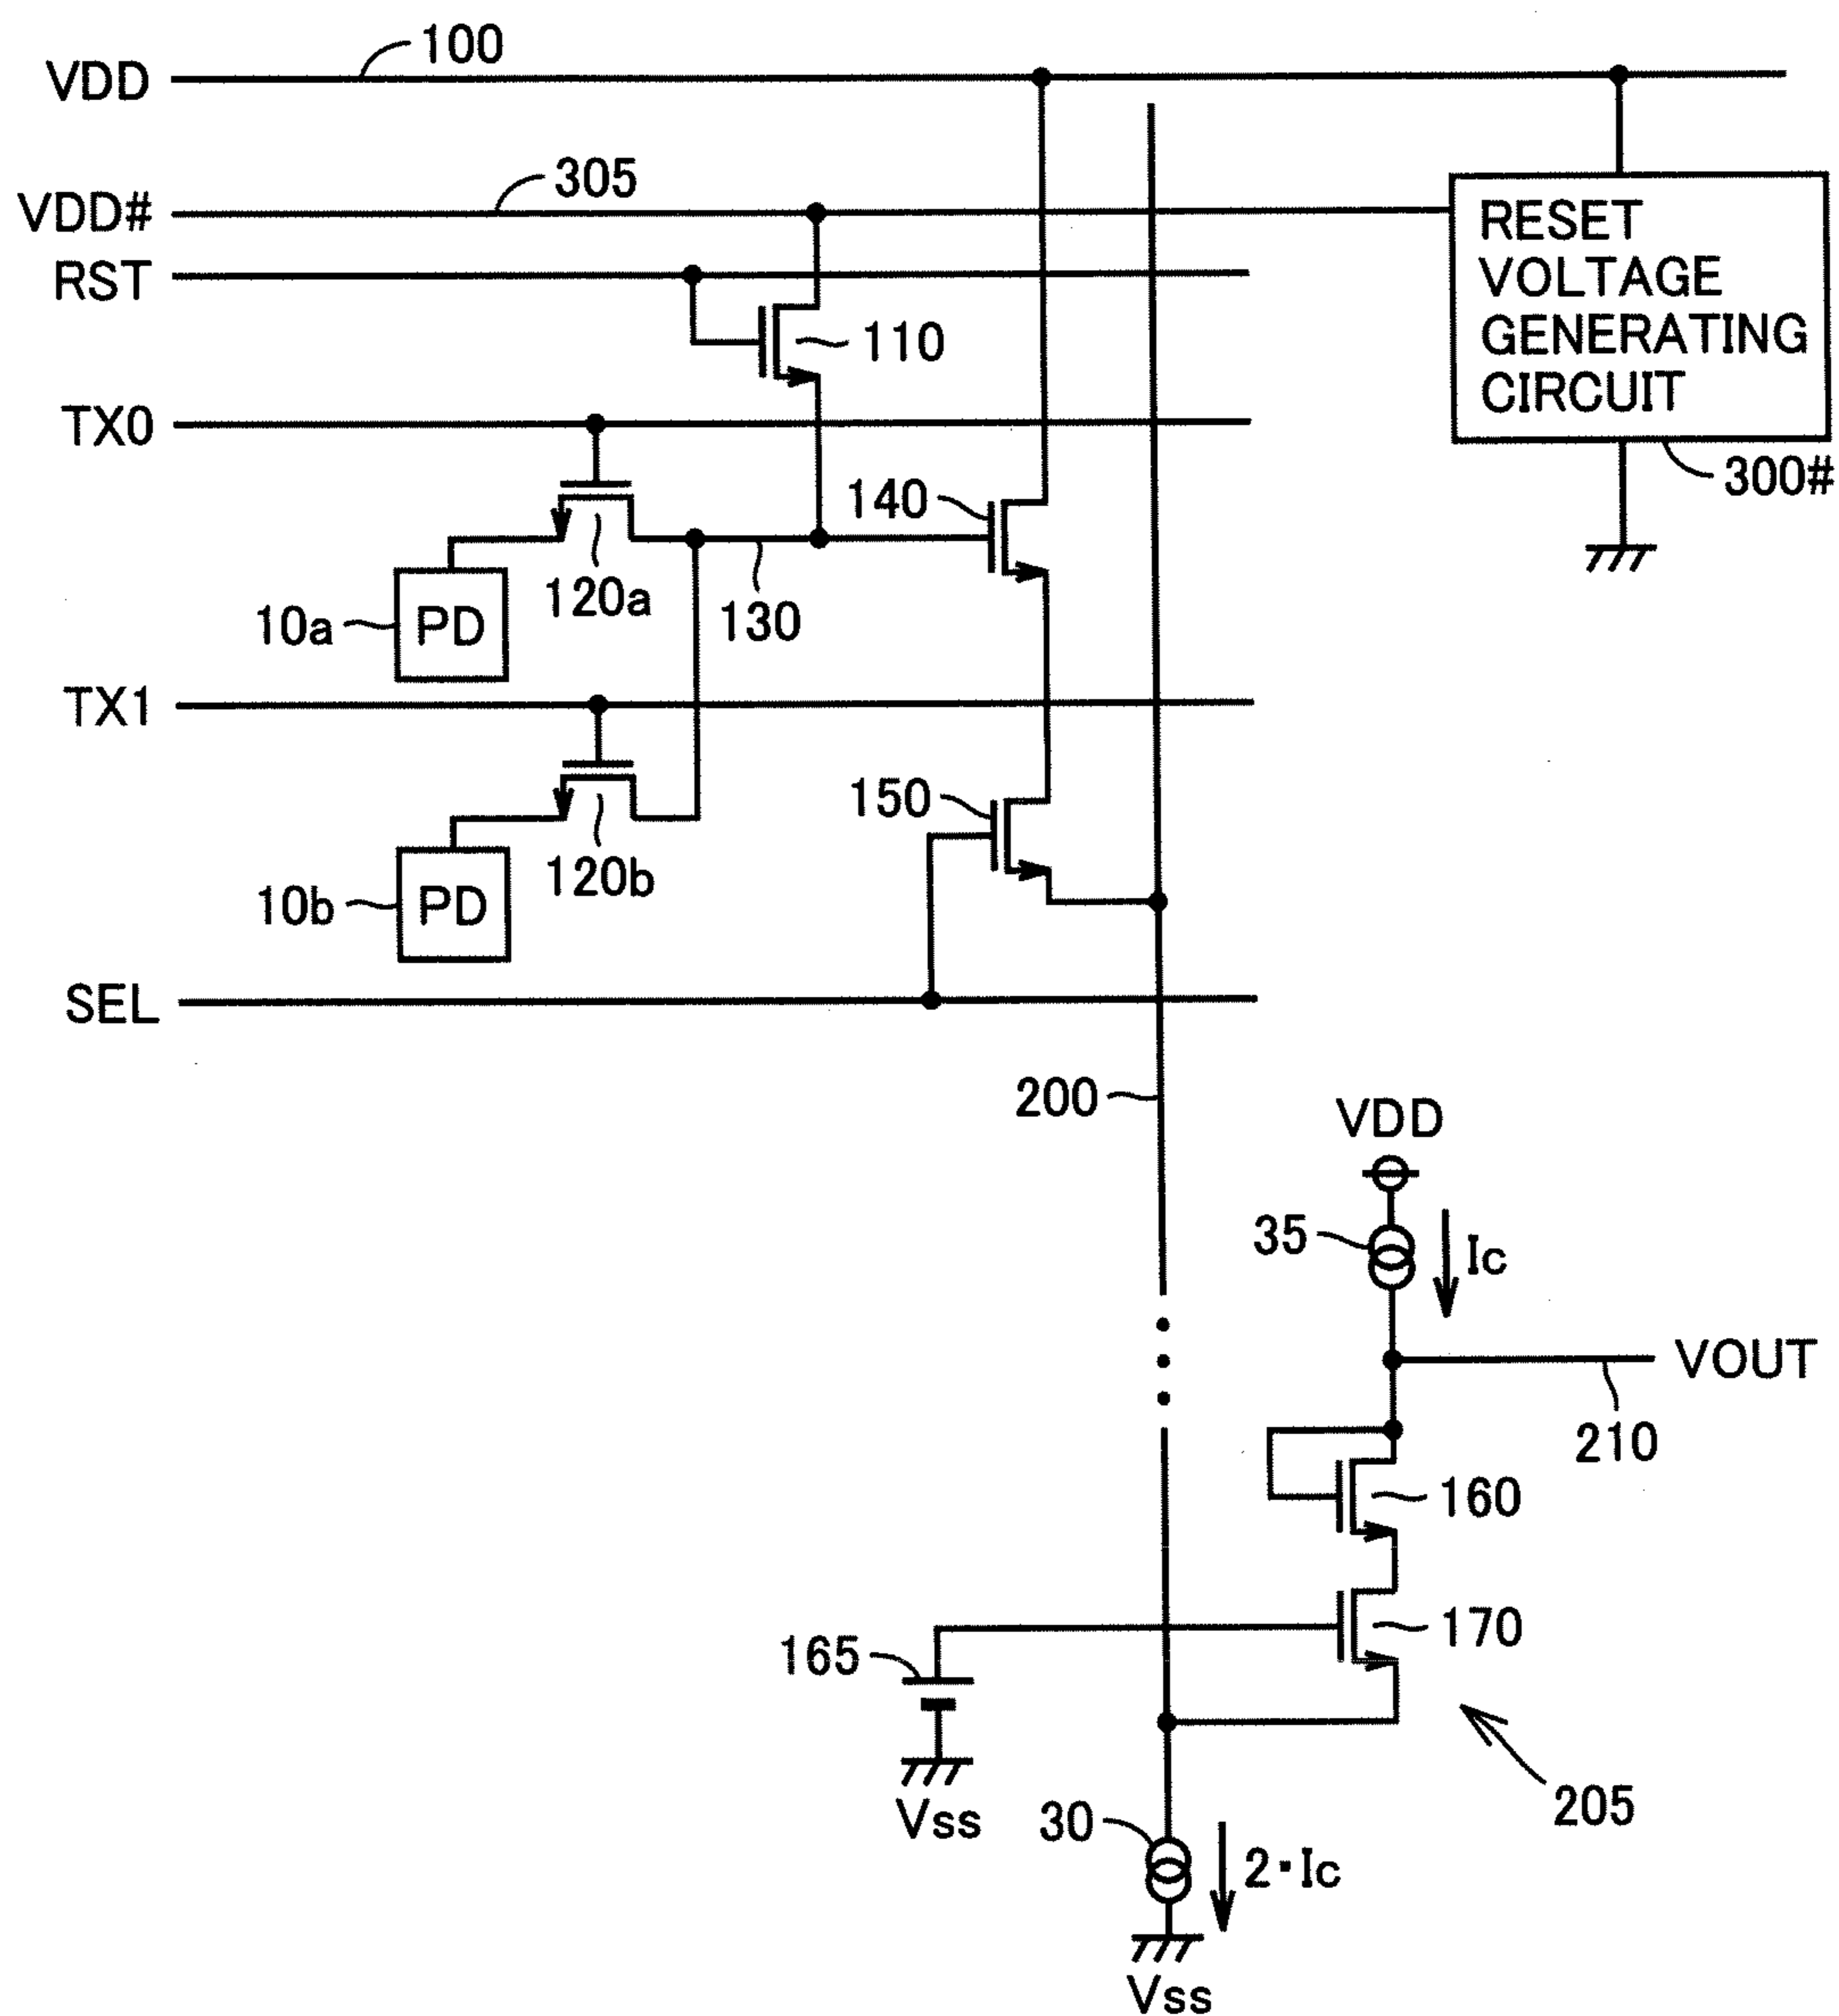 100
VDD
305
VDD#
RESET
VOLTAGE
GENERATING
CIRCUIT
RST
110
TX0
300#
140
120a
130
10a
PD
TX1
150
120b
10b
PD
SEL
200
VDD
35
Ic
VOUT
210
160
170
165
Vss
205
30
2·Ic
Vss